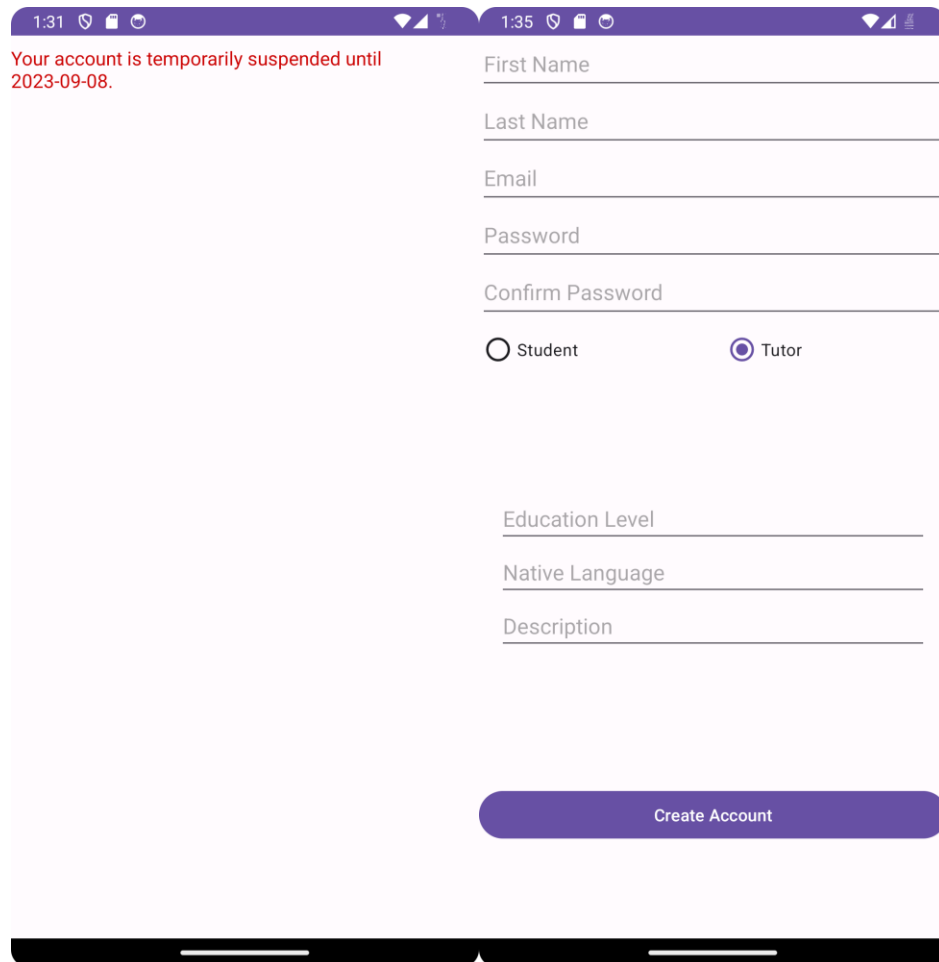 1:31
Your account is temporarily suspended until
2023-09-08.
1:35
First Name
Last Name
Email
Password
Confirm Password
Student
Tutor
Education Level
Native Language
Description
Create Account